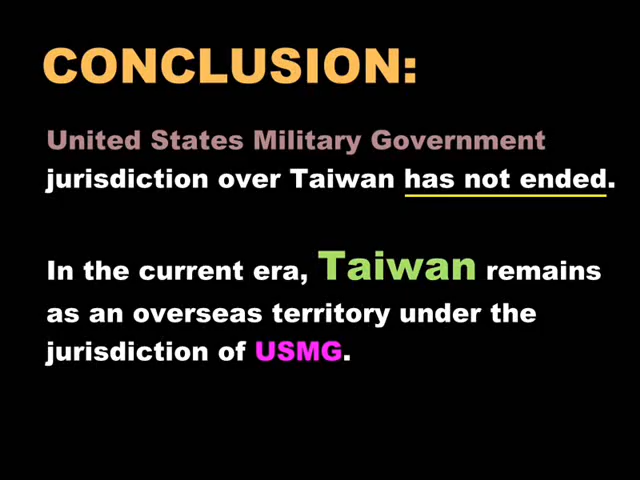 CONCLUSION:
United States Military Government
jurisdiction over Taiwan has not ended.
In the current era, Taiwan remains
as an overseas territory under the
jurisdiction of USMG.